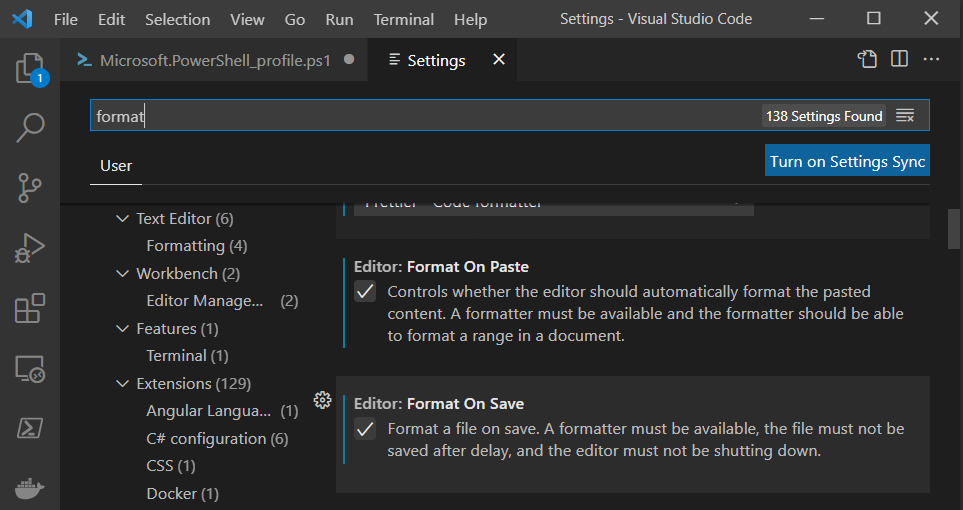 File Edit Selection View Go Run Terminal Help Settings - Visual Studio Code
Microsoft.PowerShell_profile.ps1 Settings
1
format 138 Settings Found
User Turn on Settings Sync
Prettier - Code formatter
Text Editor (6)
Formatting (4)
Workbench (2)
Editor Manage... (2)
Features (1)
Terminal (1)
Extensions (129)
Angular Langua... (1)
C# configuration (6)
CSS (1)
Docker (1)
Editor: Format On Paste
Controls whether the editor should automatically format the pasted
content. A formatter must be available and the formatter should be able
to format a range in a document.
Editor: Format On Save
Format a file on save. A formatter must be available, the file must not be
saved after delay, and the editor must not be shutting down.